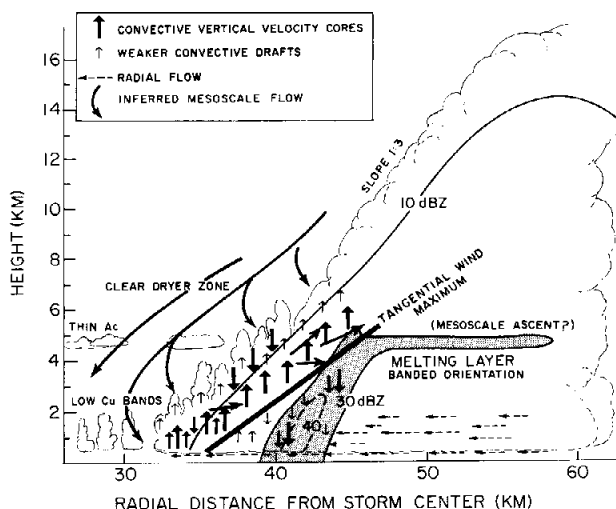 CONVECTIVE VERTICAL VELOCITY CORES
WEAKER CONVECTIVE DRAFTS
RADIAL FLOW
INFERRED MESOSCALE FLOW
16
14
12
10
8
6
4
2
HEIGHT (KM)
SLOPE 1:3
10 dBZ
CLEAR DRYER ZONE
TANGENTIAL WIND
MAXIMUM
THIN Ac
(MESOSCALE ASCENT?)
MELTING LAYER
BANDED ORIENTATION
LOW Cu BANDS
30 dBZ
40
30
40
50
60
RADIAL DISTANCE FROM STORM CENTER (KM)